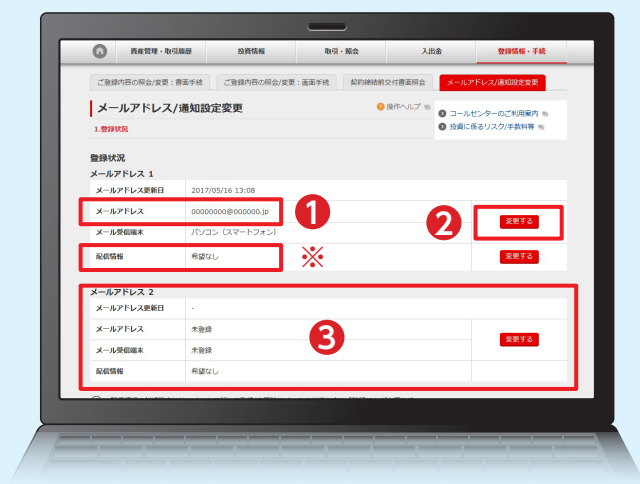 資産管理・取引履歴 投資情報 取引・照会 入出金 登録情報・手続
ご登録内容の照会/変更：書面手続 ご登録内容の照会/変更：画面手続 契約締結前交付書面照会 メールアドレス/通知設定変更
メールアドレス/通知設定変更
? 操作ヘルプ
コールセンターのご利用案内
投資に係るリスク/手数料等
1.登録状況
登録状況
メールアドレス 1
メールアドレス更新日 2017/05/16 13:08
メールアドレス 00000000@000000.jp
1
2
変更する
メール受信端末 パソコン（スマートフォン）
配信情報 希望なし
※
変更する
メールアドレス 2
メールアドレス更新日 -
メールアドレス 未登録
3
変更する
メール受信端末 未登録
配信情報 希望なし